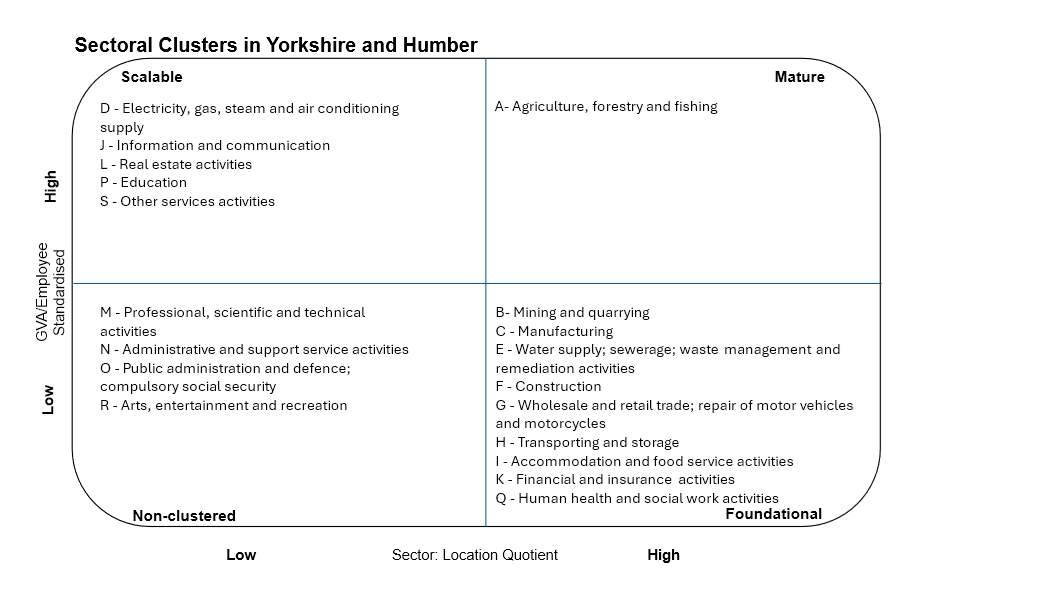 Sectoral Clusters in Yorkshire and Humber
Scalable
D - Electricity, gas, steam and air conditioning
supply
J - Information and communication
L - Real estate activities
P - Education
S - Other services activities
Mature
A- Agriculture, forestry and fishing
High
GVA/Employee
Standardised
Low
M - Professional, scientific and technical
activities
N - Administrative and support service activities
O - Public administration and defence;
compulsory social security
R - Arts, entertainment and recreation
Non-clustered
B- Mining and quarrying
C - Manufacturing
E - Water supply; sewerage; waste management and
remediation activities
F - Construction
G - Wholesale and retail trade; repair of motor vehicles
and motorcycles
H - Transporting and storage
I - Accommodation and food service activities
K - Financial and insurance activities
Q - Human health and social work activities
Foundational
Low
Sector: Location Quotient
High